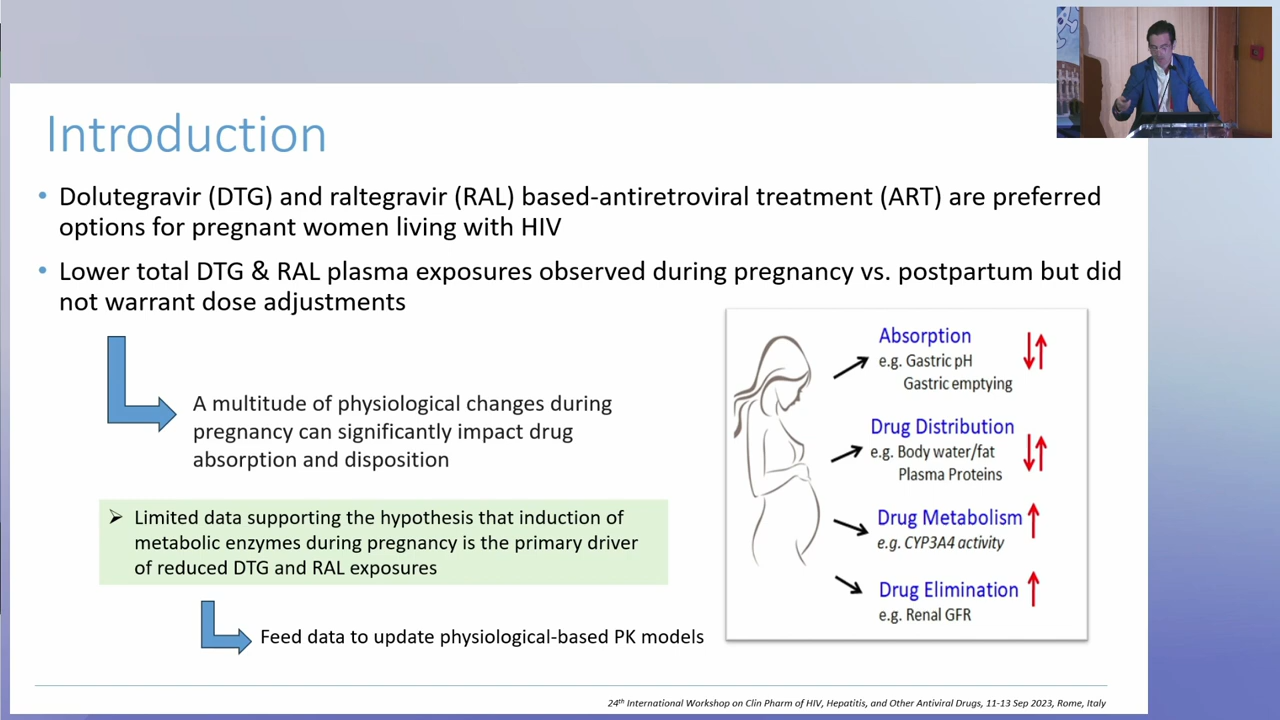 Introduction
• Dolutegravir (DTG) and raltegravir (RAL) based-antiretroviral treatment (ART) are preferred
options for pregnant women living with HIV
• Lower total DTG & RAL plasma exposures observed during pregnancy vs. postpartum but did
not warrant dose adjustments
A multitude of physiological changes during
pregnancy can significantly impact drug
absorption and disposition
➢ Limited data supporting the hypothesis that induction of
metabolic enzymes during pregnancy is the primary driver
of reduced DTG and RAL exposures
Feed data to update physiological-based PK models
Absorption
e.g. Gastric pH
Gastric emptying
Drug Distribution
e.g. Body water/fat
Plasma Proteins
Drug Metabolism
e.g. CYP3A4 activity
Drug Elimination
e.g. Renal GFR
24th International Workshop on Clin Pharm of HIV, Hepatitis, and Other Antiviral Drugs, 11-13 Sep 2023, Rome, Italy